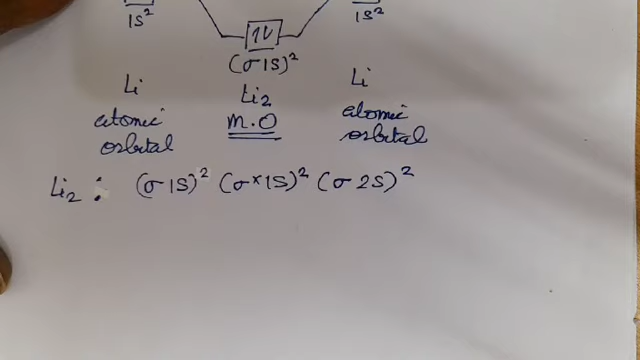 1s² 1s²
1↓
(σ1s)²
Li Li₂ Li
atomic M.O atomic
orbital orbital
Li₂ : (σ1s)² (σ*1s)² (σ2s)²